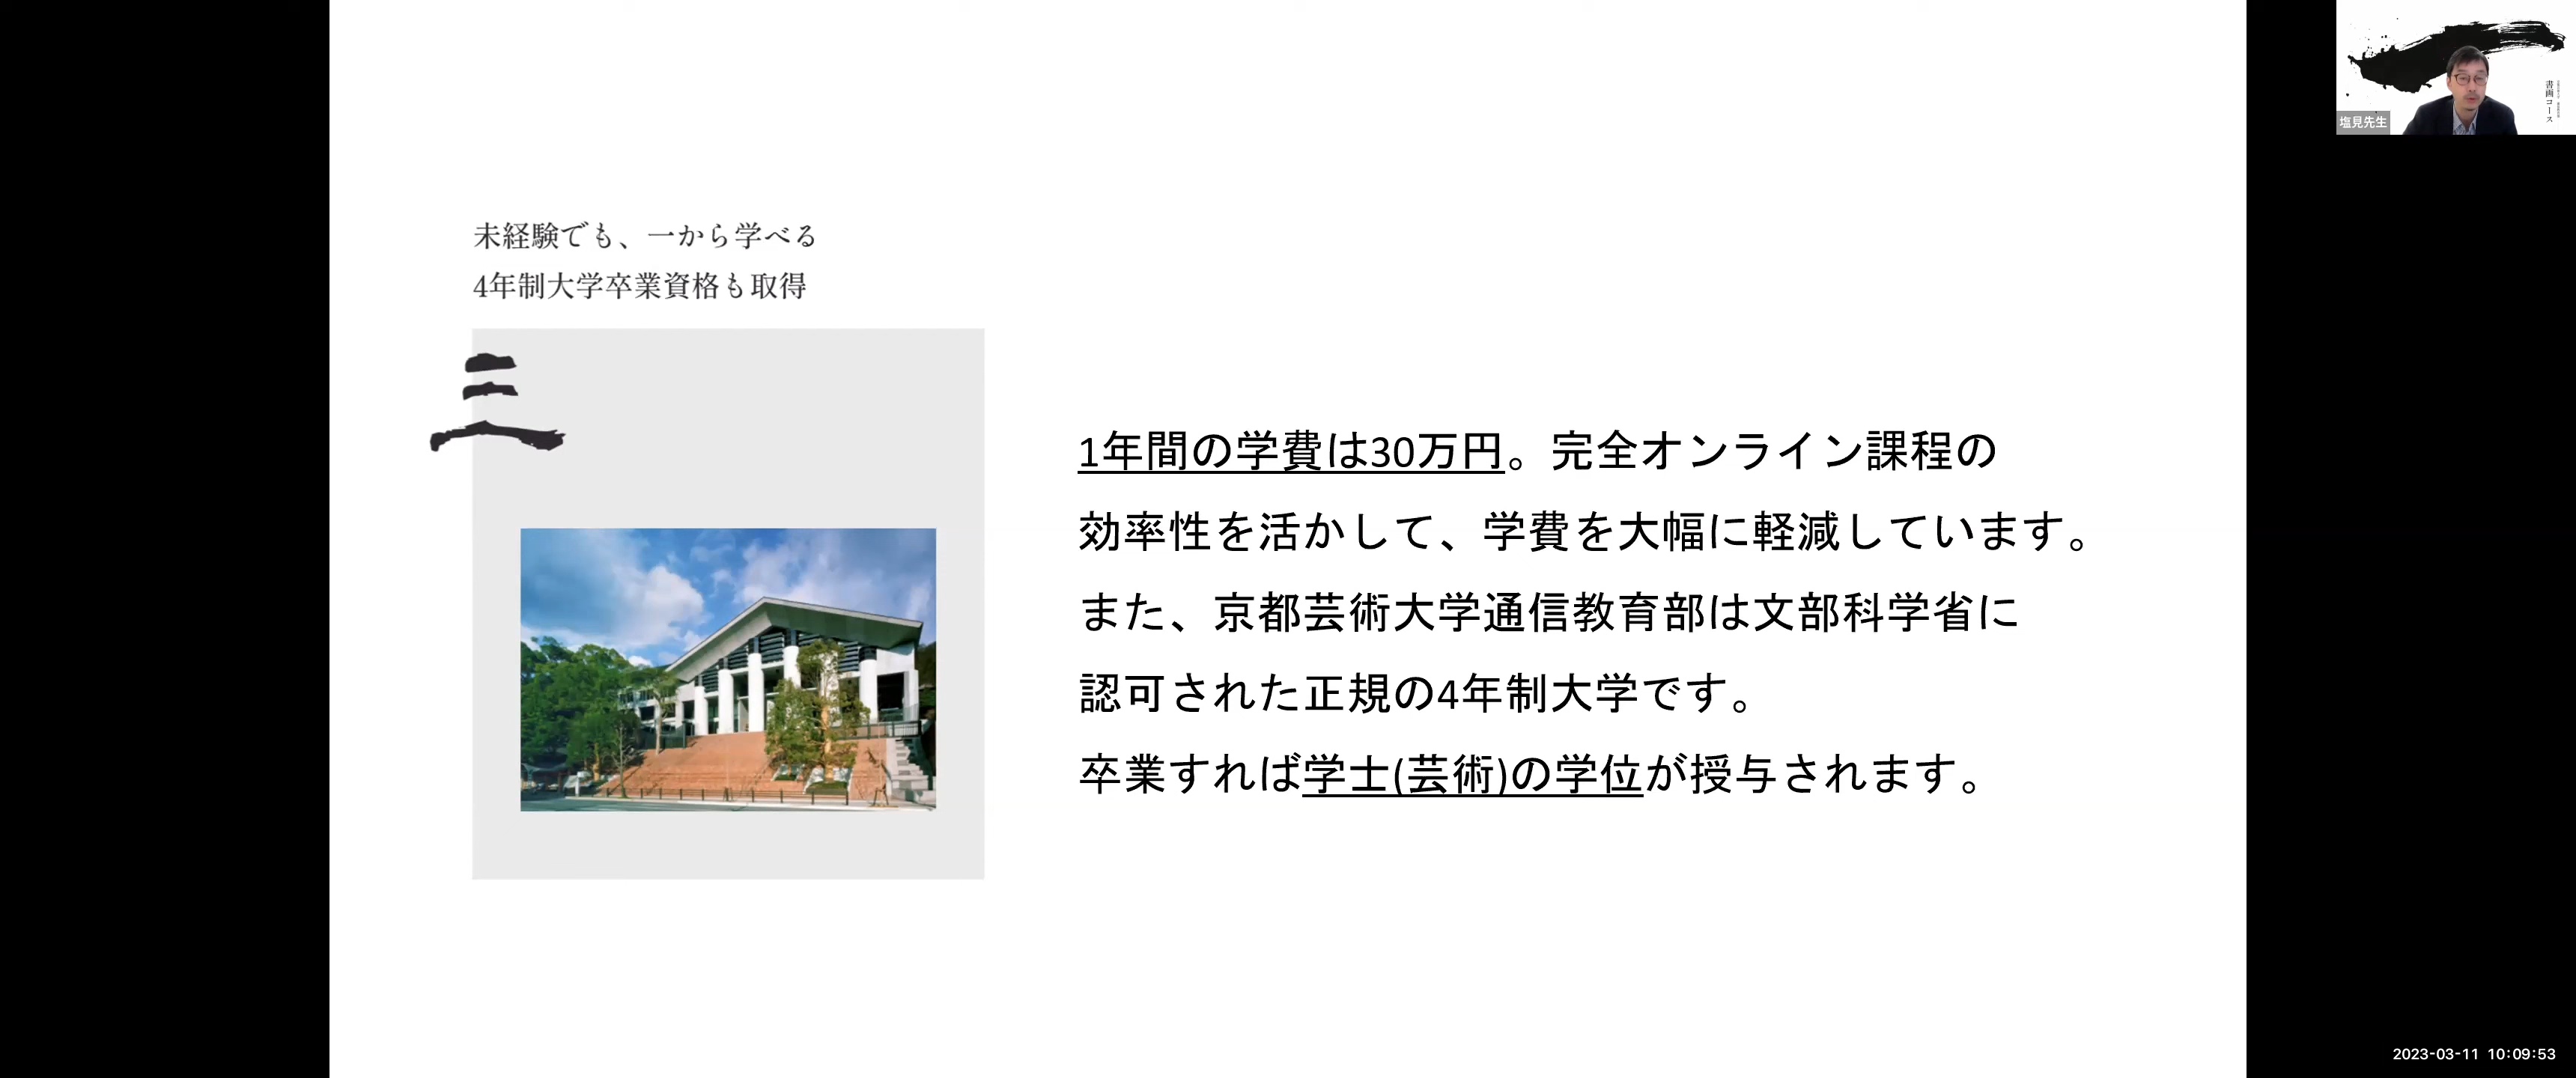 未経験でも、一から学べる
4年制大学卒業資格も取得
三
1年間の学費は30万円。完全オンライン課程の
効率性を活かして、学費を大幅に軽減しています。
また、京都芸術大学通信教育部は文部科学省に
認可された正規の4年制大学です。
卒業すれば学士(芸術)の学位が授与されます。
書画コース
塩見先生
2023-03-11 10:09:53